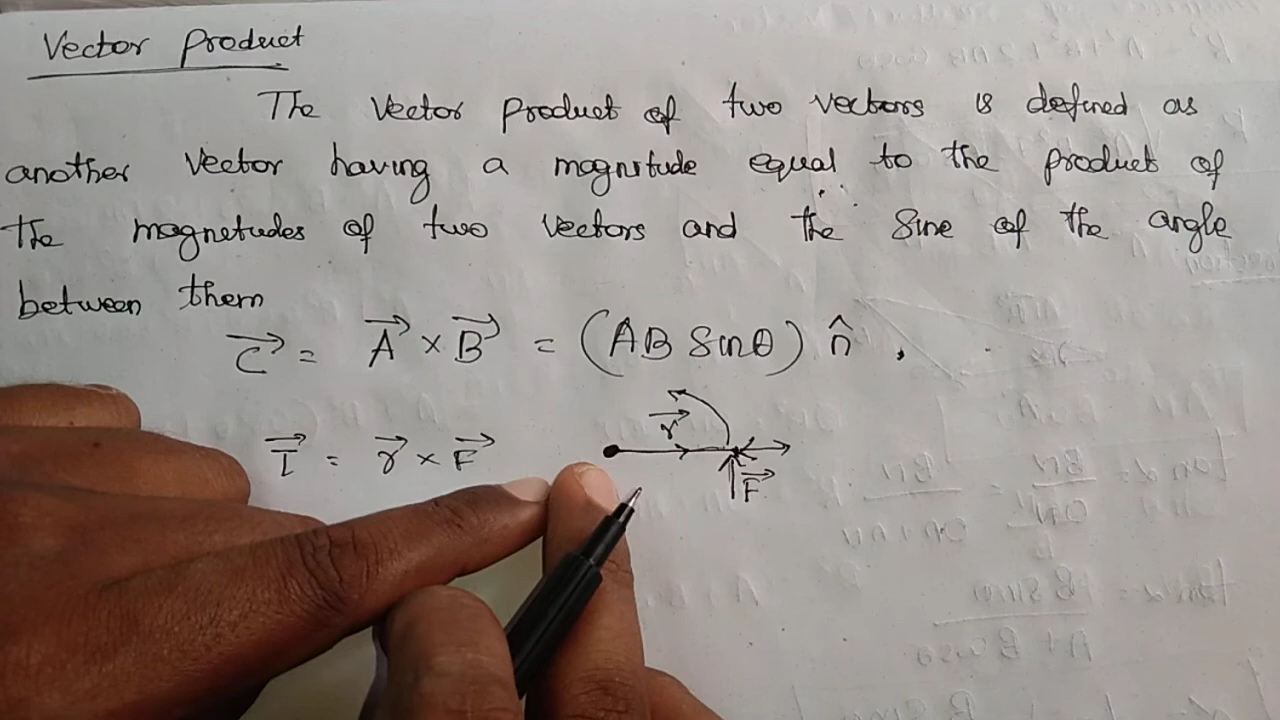 Vector Product
The Vector product of two vectors is defined as
another Vector having a magnitude equal to the product of
the magnetudes of two vectors and the Sine of the angle
between them
C⃗ = A⃗ × B⃗ = (AB Sinθ) n̂ .
τ⃗ = r⃗ × F⃗
r⃗
F⃗